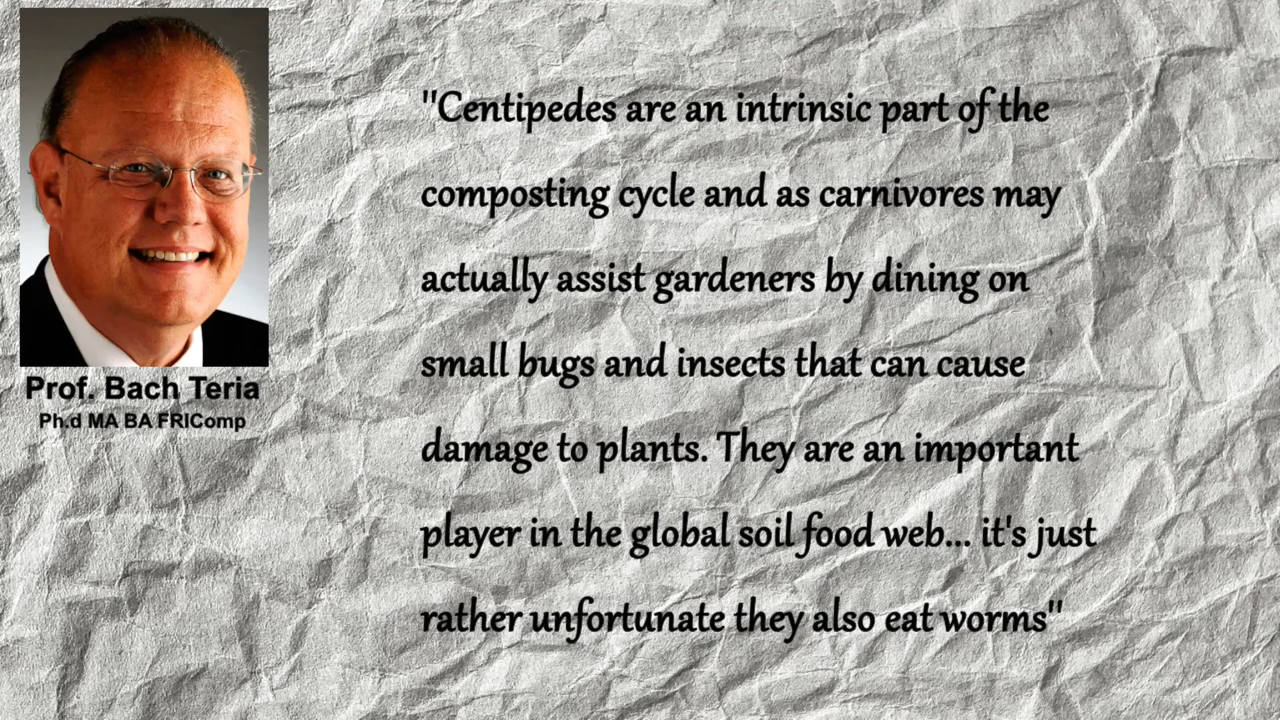 Prof. Bach Teria
Ph.d MA BA FRIComp
"Centipedes are an intrinsic part of the
composting cycle and as carnivores may
actually assist gardeners by dining on
small bugs and insects that can cause
damage to plants. They are an important
player in the global soil food web... it's just
rather unfortunate they also eat worms"